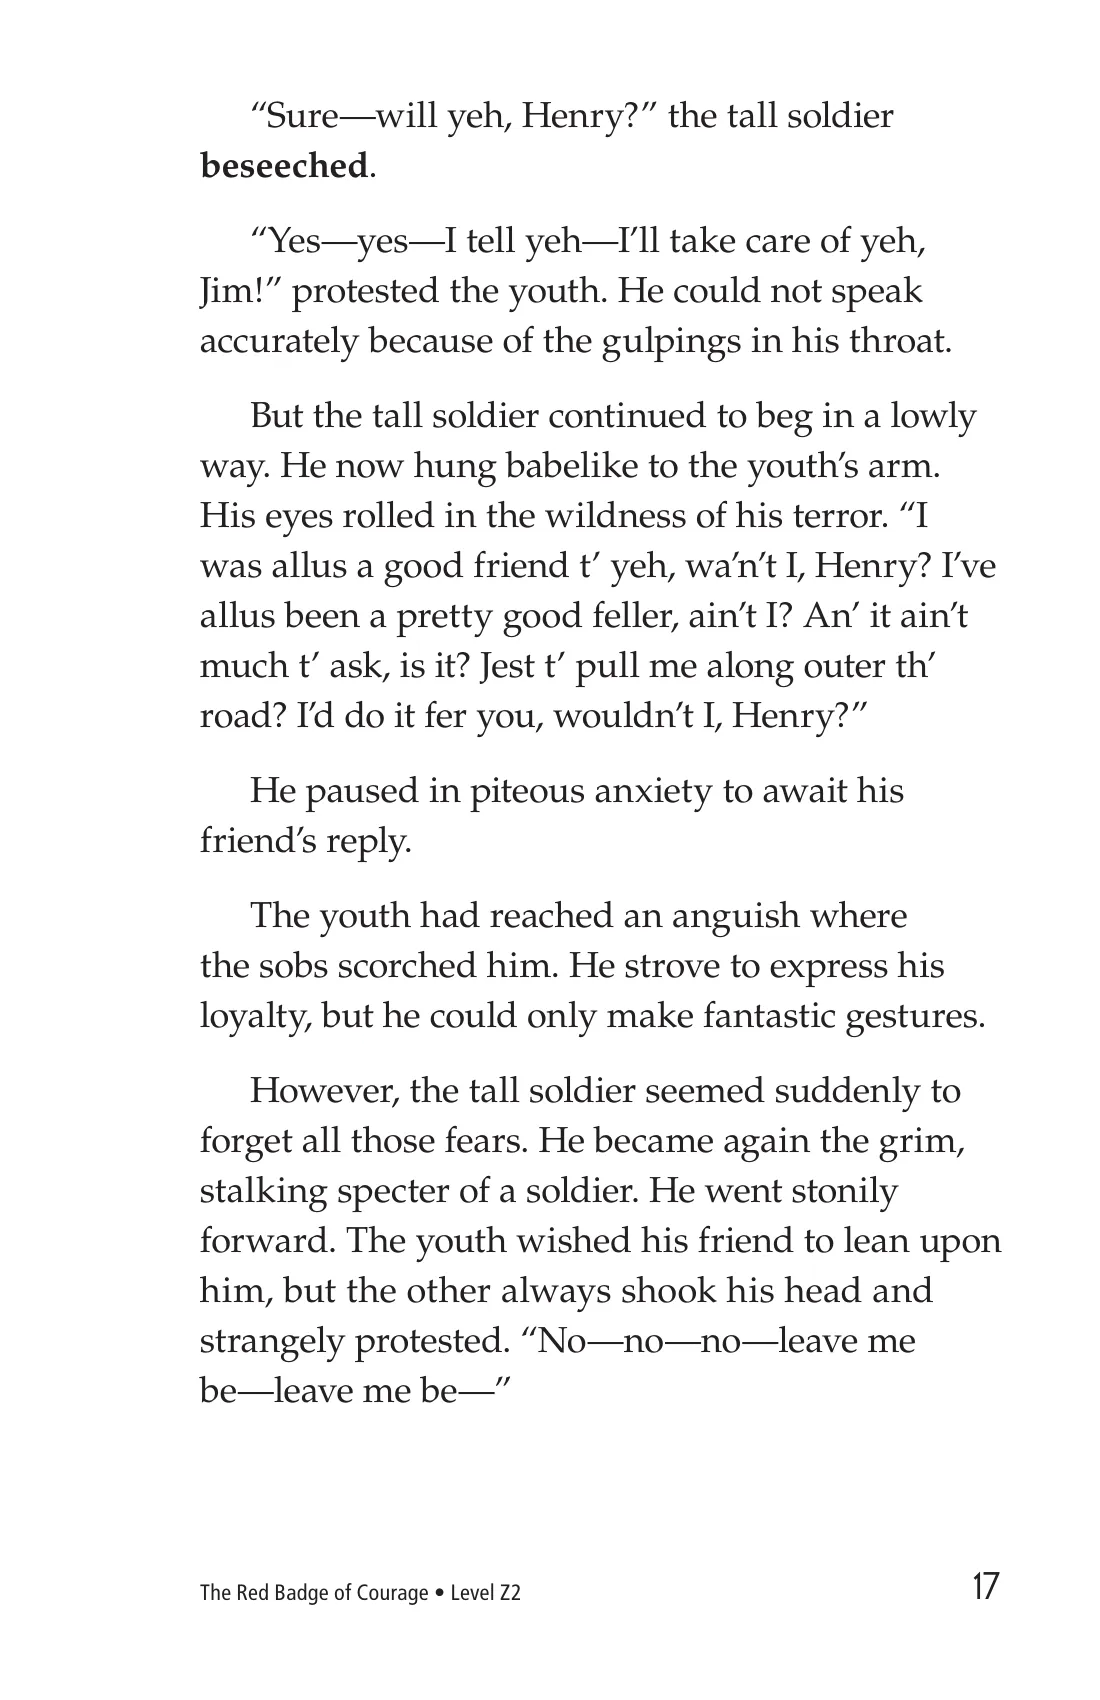 “Sure—will yeh, Henry?” the tall soldier
beseeched.
“Yes—yes—I tell yeh—I’ll take care of yeh,
Jim!” protested the youth. He could not speak
accurately because of the gulpings in his throat.
But the tall soldier continued to beg in a lowly
way. He now hung babelike to the youth’s arm.
His eyes rolled in the wildness of his terror. “I
was allus a good friend t’ yeh, wa’n’t I, Henry? I’ve
allus been a pretty good feller, ain’t I? An’ it ain’t
much t’ ask, is it? Jest t’ pull me along outer th’
road? I’d do it fer you, wouldn’t I, Henry?”
He paused in piteous anxiety to await his
friend’s reply.
The youth had reached an anguish where
the sobs scorched him. He strove to express his
loyalty, but he could only make fantastic gestures.
However, the tall soldier seemed suddenly to
forget all those fears. He became again the grim,
stalking specter of a soldier. He went stonily
forward. The youth wished his friend to lean upon
him, but the other always shook his head and
strangely protested. “No—no—no—leave me
be—leave me be—”
The Red Badge of Courage • Level Z2 17